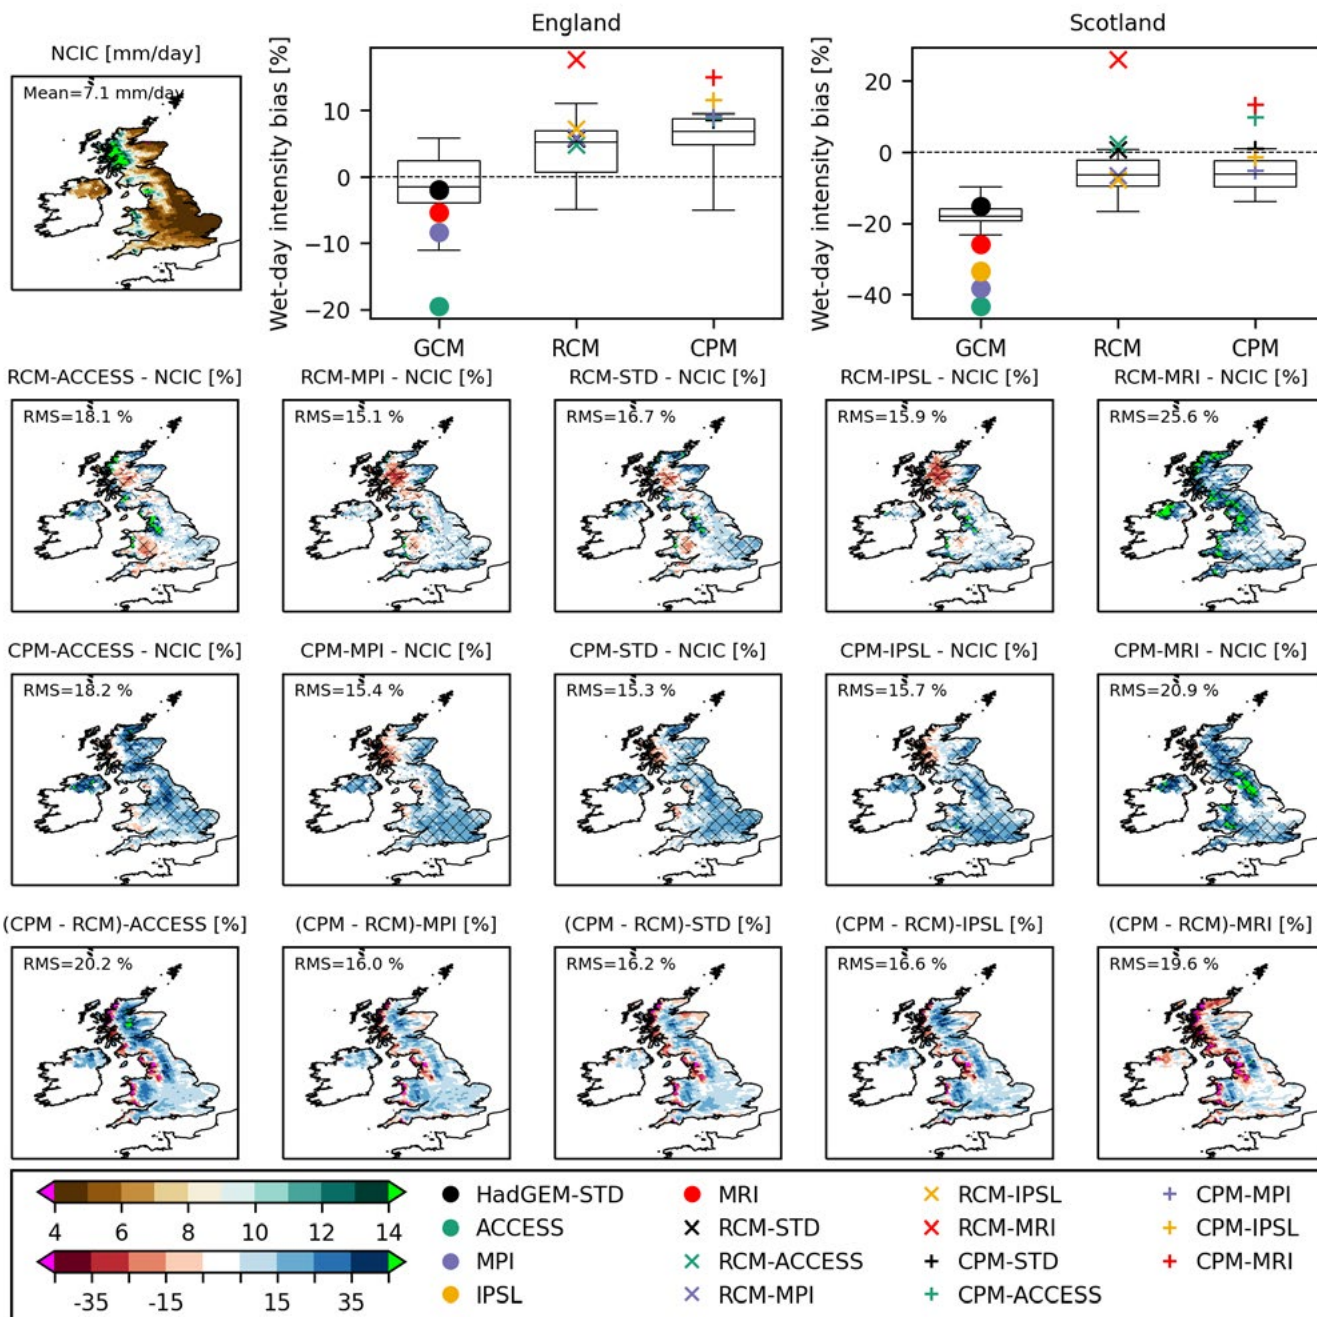 England
Scotland
NCIC [mm/day]
Mean=7.1 mm/day
Wet-day intensity bias [%]
10
0
−10
−20
GCM
RCM
CPM
Wet-day intensity bias [%]
20
0
−20
−40
GCM
RCM
CPM
RCM-ACCESS - NCIC [%]
RCM-MPI - NCIC [%]
RCM-STD - NCIC [%]
RCM-IPSL - NCIC [%]
RCM-MRI - NCIC [%]
RMS=18.1 %
RMS=15.1 %
RMS=16.7 %
RMS=15.9 %
RMS=25.6 %
CPM-ACCESS - NCIC [%]
CPM-MPI - NCIC [%]
CPM-STD - NCIC [%]
CPM-IPSL - NCIC [%]
CPM-MRI - NCIC [%]
RMS=18.2 %
RMS=15.4 %
RMS=15.3 %
RMS=15.7 %
RMS=20.9 %
(CPM - RCM)-ACCESS [%]
(CPM - RCM)-MPI [%]
(CPM - RCM)-STD [%]
(CPM - RCM)-IPSL [%]
(CPM - RCM)-MRI [%]
RMS=20.2 %
RMS=16.0 %
RMS=16.2 %
RMS=16.6 %
RMS=19.6 %
4 6 8 10 12 14
-35 -15 15 35
HadGEM-STD
ACCESS
MPI
IPSL
MRI
RCM-STD
RCM-ACCESS
RCM-MPI
RCM-IPSL
RCM-MRI
CPM-STD
CPM-ACCESS
CPM-MPI
CPM-IPSL
CPM-MRI